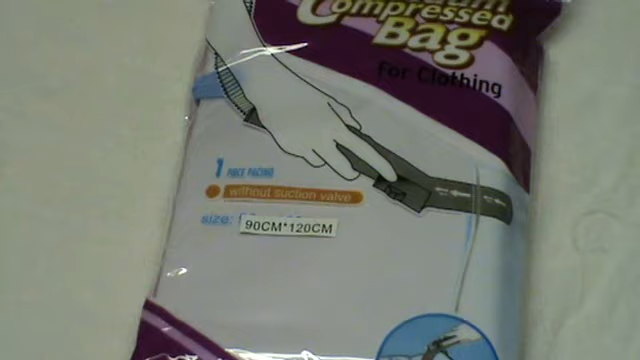 Compressed
Bag
For Clothing
1 PIECE PACKING
without suction valve
size:
90CM*120CM